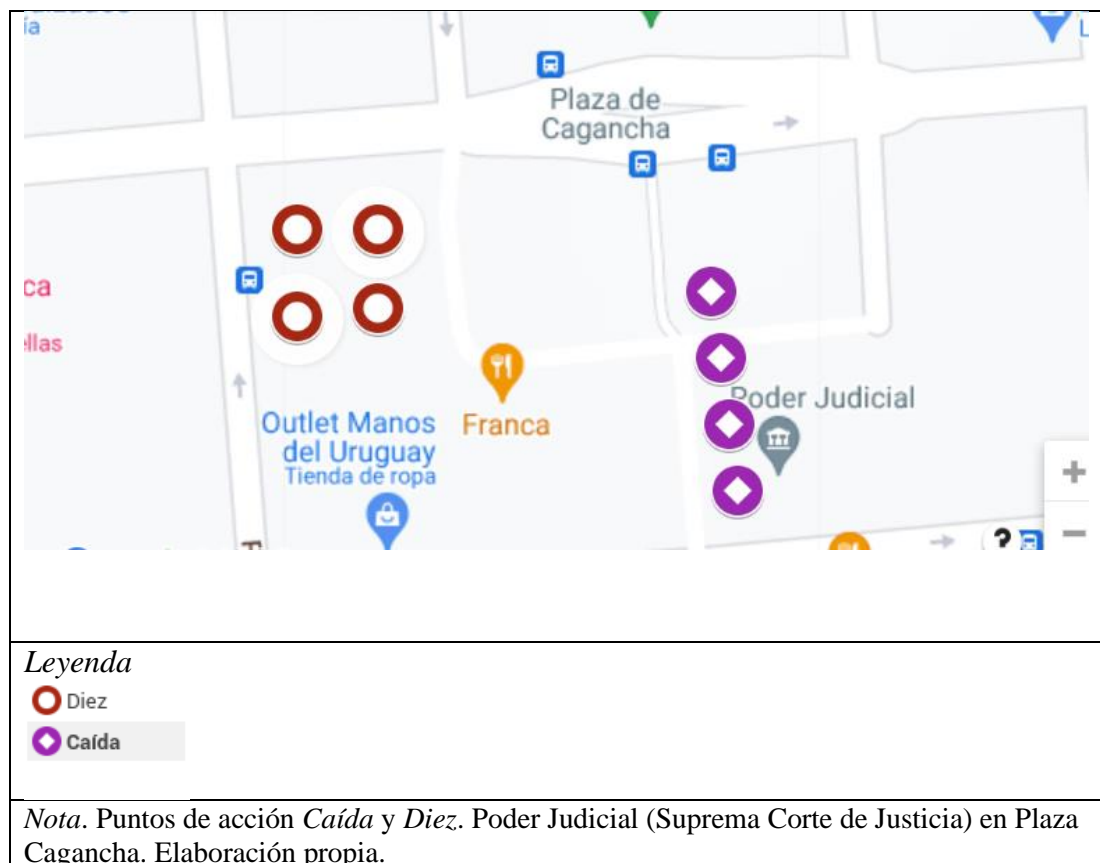 ía
L
Plaza de
Cagancha
ca
llas
Poder Judicial
Outlet Manos
del Uruguay
Tienda de ropa
Franca
+
−
?
Leyenda
Diez
Caída
Nota. Puntos de acción Caída y Diez. Poder Judicial (Suprema Corte de Justicia) en Plaza
Cagancha. Elaboración propia.